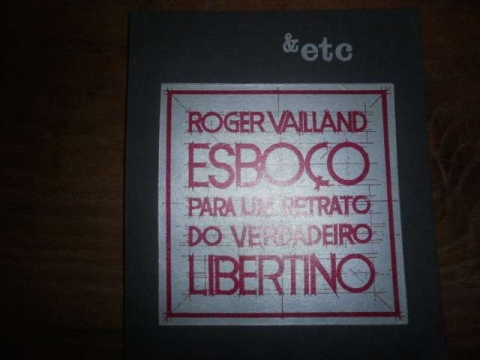 & etc
ROGER VAILLAND
ESBOÇO
PARA UM RETRATO
DO VERDADEIRO
LIBERTINO